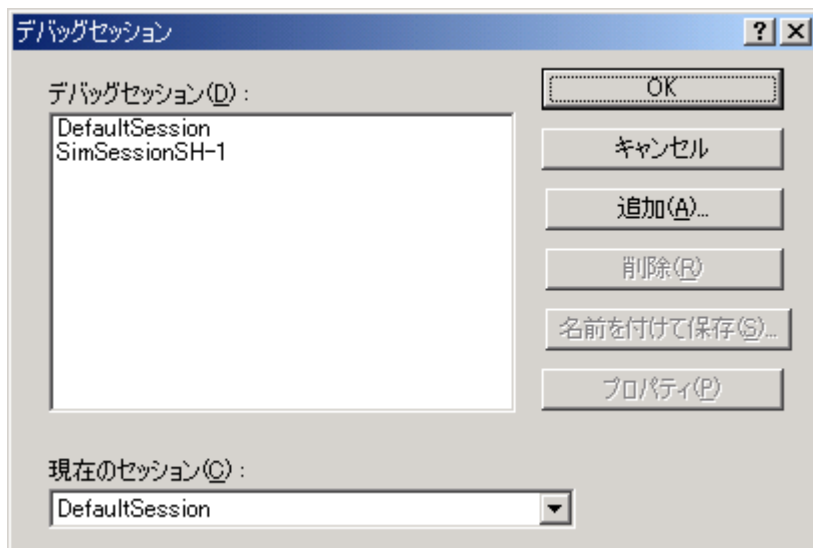 デバッグセッション
デバッグセッション(D) :
DefaultSession
SimSessionSH-1
OK
キャンセル
追加(A)...
削除(R)
名前を付けて保存(S)...
プロパティ(P)
現在のセッション(C) :
DefaultSession